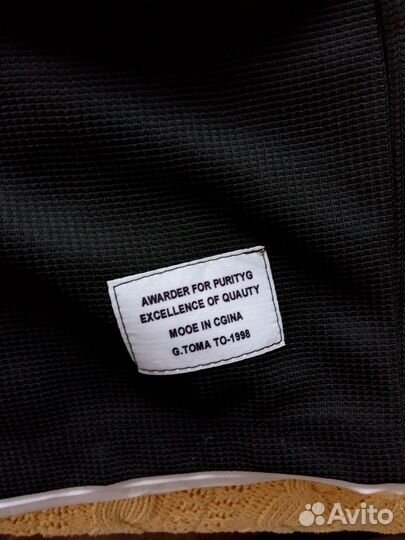 AWARDER FOR PURITYG
EXCELLENCE OF QUAUTY
MOOE IN CGINA
G.TOMA TO-1998
Avito